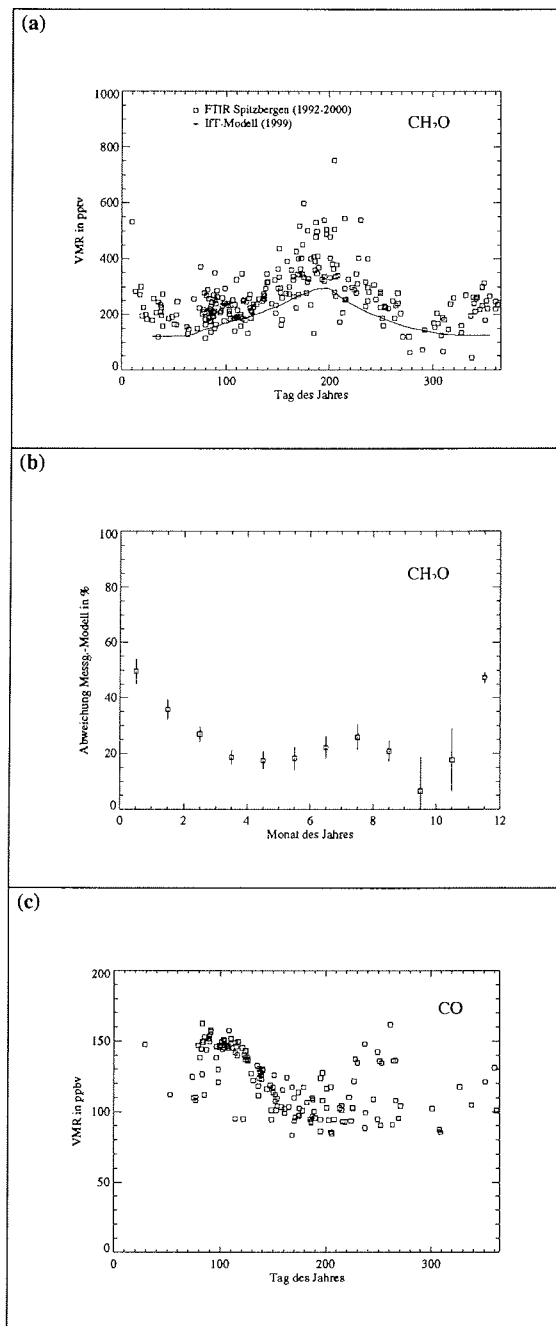 (a)
1000
800
600
400
200
0
VMR in pptv
□ FTIR Spitzbergen (1992-2000)
- IfT-Modell (1999)
CH₂O
0 100 200 300
Tag des Jahres
(b)
100
80
60
40
20
0
Abweichung Messg.-Modell in %
CH₂O
0 2 4 6 8 10 12
Monat des Jahres
(c)
200
150
100
50
0
VMR in ppbv
CO
0 100 200 300
Tag des Jahres